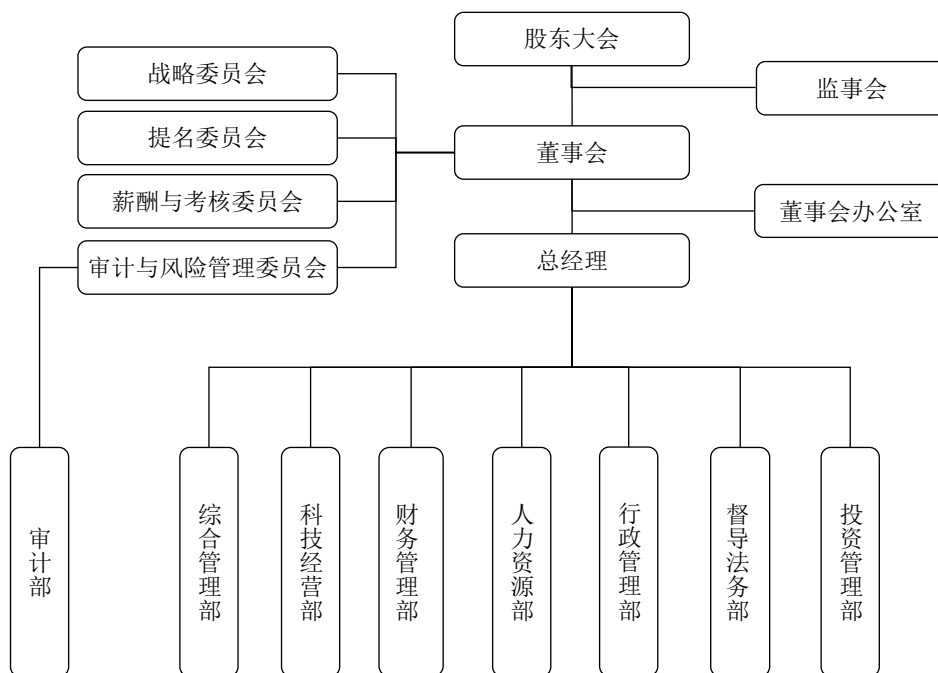 股东大会
战略委员会
监事会
提名委员会
董事会
薪酬与考核委员会
董事会办公室
审计与风险管理委员会
总经理
审计部
综合管理部
科技经营部
财务管理部
人力资源部
行政管理部
督导法务部
投资管理部